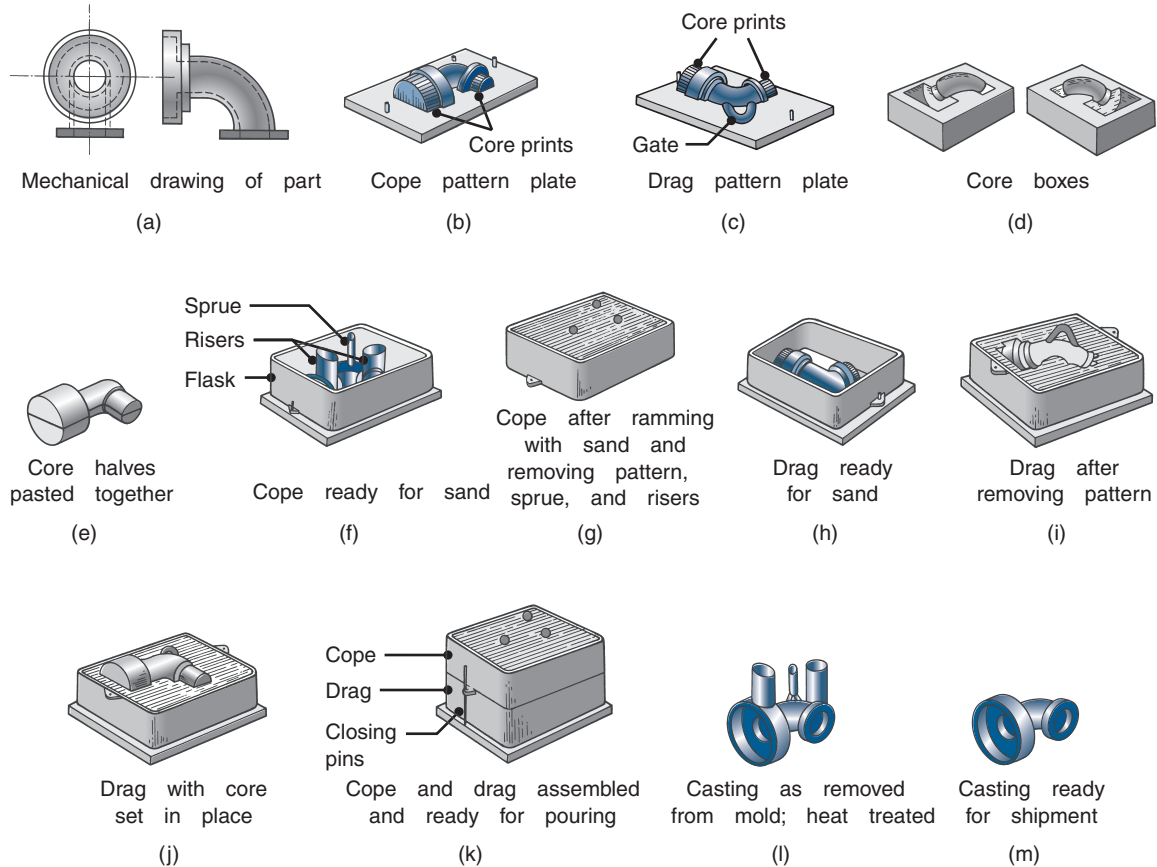 Mechanical drawing of part
(a)
Core prints
Cope pattern plate
(b)
Core prints
Gate
Drag pattern plate
(c)
Core boxes
(d)
Core halves
pasted together
(e)
Sprue
Risers
Flask
Cope ready for sand
(f)
Cope after ramming
with sand and
removing pattern,
sprue, and risers
(g)
Drag ready
for sand
(h)
Drag after
removing pattern
(i)
Drag with core
set in place
(j)
Cope
Drag
Closing
pins
Cope and drag assembled
and ready for pouring
(k)
Casting as removed
from mold; heat treated
(l)
Casting ready
for shipment
(m)